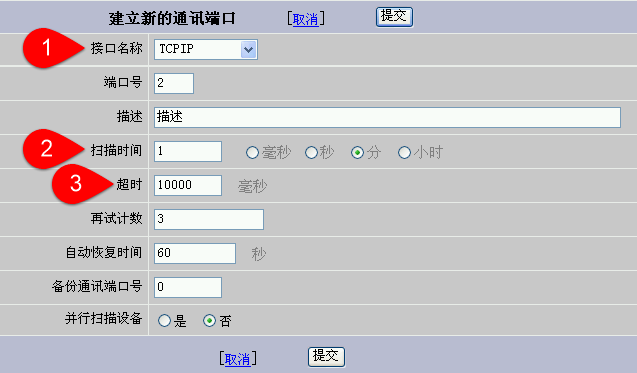 建立新的通讯端口 [取消] 提交
1 接口名称 TCPIP
端口号 2
描述 描述
2 扫描时间 1 毫秒 秒 分 小时
3 超时 10000 毫秒
再试计数 3
自动恢复时间 60 秒
备份通讯端口号 0
并行扫描设备 是 否
[取消] 提交